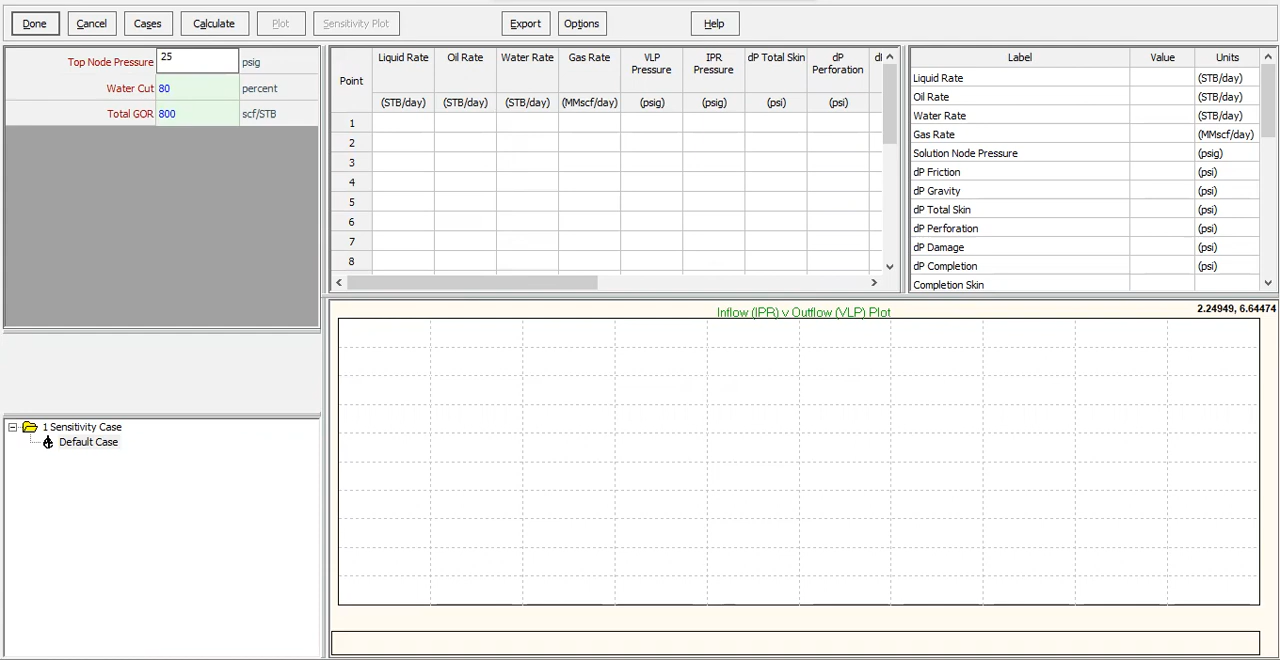 Done Cancel Cases Calculate Plot Sensitivity Plot Export Options Help
Top Node Pressure 25 psig
Water Cut 80 percent
Total GOR 800 scf/STB
Point Liquid Rate Oil Rate Water Rate Gas Rate VLP Pressure IPR Pressure dP Total Skin dP Perforation
(STB/day) (STB/day) (STB/day) (MMscf/day) (psig) (psig) (psi) (psi)
1
2
3
4
5
6
7
8
Label Value Units
Liquid Rate (STB/day)
Oil Rate (STB/day)
Water Rate (STB/day)
Gas Rate (MMscf/day)
Solution Node Pressure (psig)
dP Friction (psi)
dP Gravity (psi)
dP Total Skin (psi)
dP Perforation (psi)
dP Damage (psi)
dP Completion (psi)
Completion Skin
1 Sensitivity Case
Default Case
Inflow (IPR) v Outflow (VLP) Plot
2.24949, 6.64474